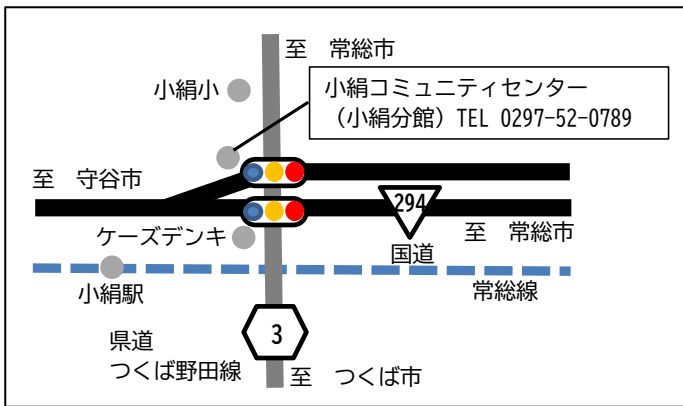 至　常総市
小絹小
小絹コミュニティセンター
（小絹分館）TEL 0297-52-0789
至　守谷市
294
国道
至　常総市
ケーズデンキ
小絹駅
常総線
3
県道
つくば野田線
至　つくば市